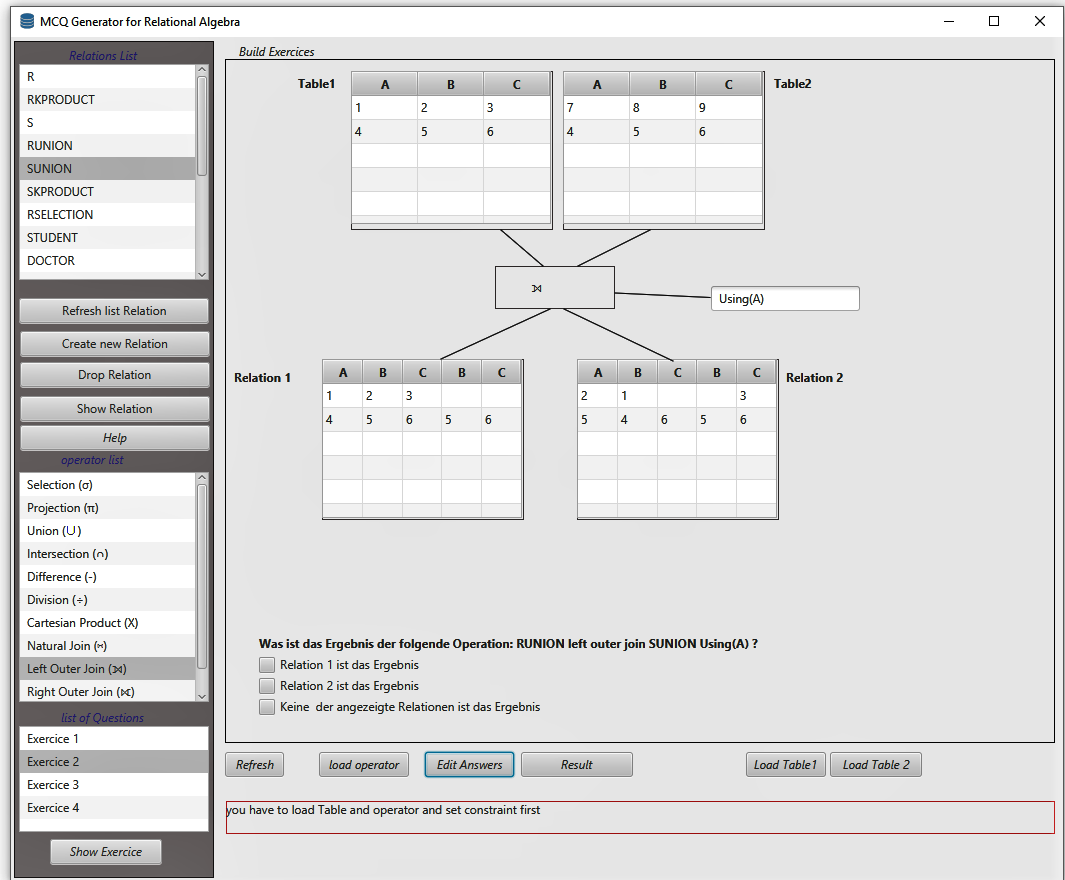 MCQ Generator for Relational Algebra
Relations List
R
RKPRODUCT
S
RUNION
SUNION
SKPRODUCT
RSELECTION
STUDENT
DOCTOR
Refresh list Relation
Create new Relation
Drop Relation
Show Relation
Help
operator list
Selection (σ)
Projection (π)
Union (∪)
Intersection (∩)
Difference (-)
Division (÷)
Cartesian Product (X)
Natural Join (⋈)
Left Outer Join (⟕)
Right Outer Join (⟖)
list of Questions
Exercice 1
Exercice 2
Exercice 3
Exercice 4
Show Exercice
Build Exercices
Table1
A B C
1 2 3
4 5 6
A B C
7 8 9
4 5 6
Table2
⟕
Using(A)
Relation 1
A B C B C
1 2 3
4 5 6 5 6
A B C B C
2 1 3
5 4 6 5 6
Relation 2
Was ist das Ergebnis der folgende Operation: RUNION left outer join SUNION Using(A) ?
Relation 1 ist das Ergebnis
Relation 2 ist das Ergebnis
Keine der angezeigte Relationen ist das Ergebnis
Refresh
load operator
Edit Answers
Result
Load Table1
Load Table 2
you have to load Table and operator and set constraint first